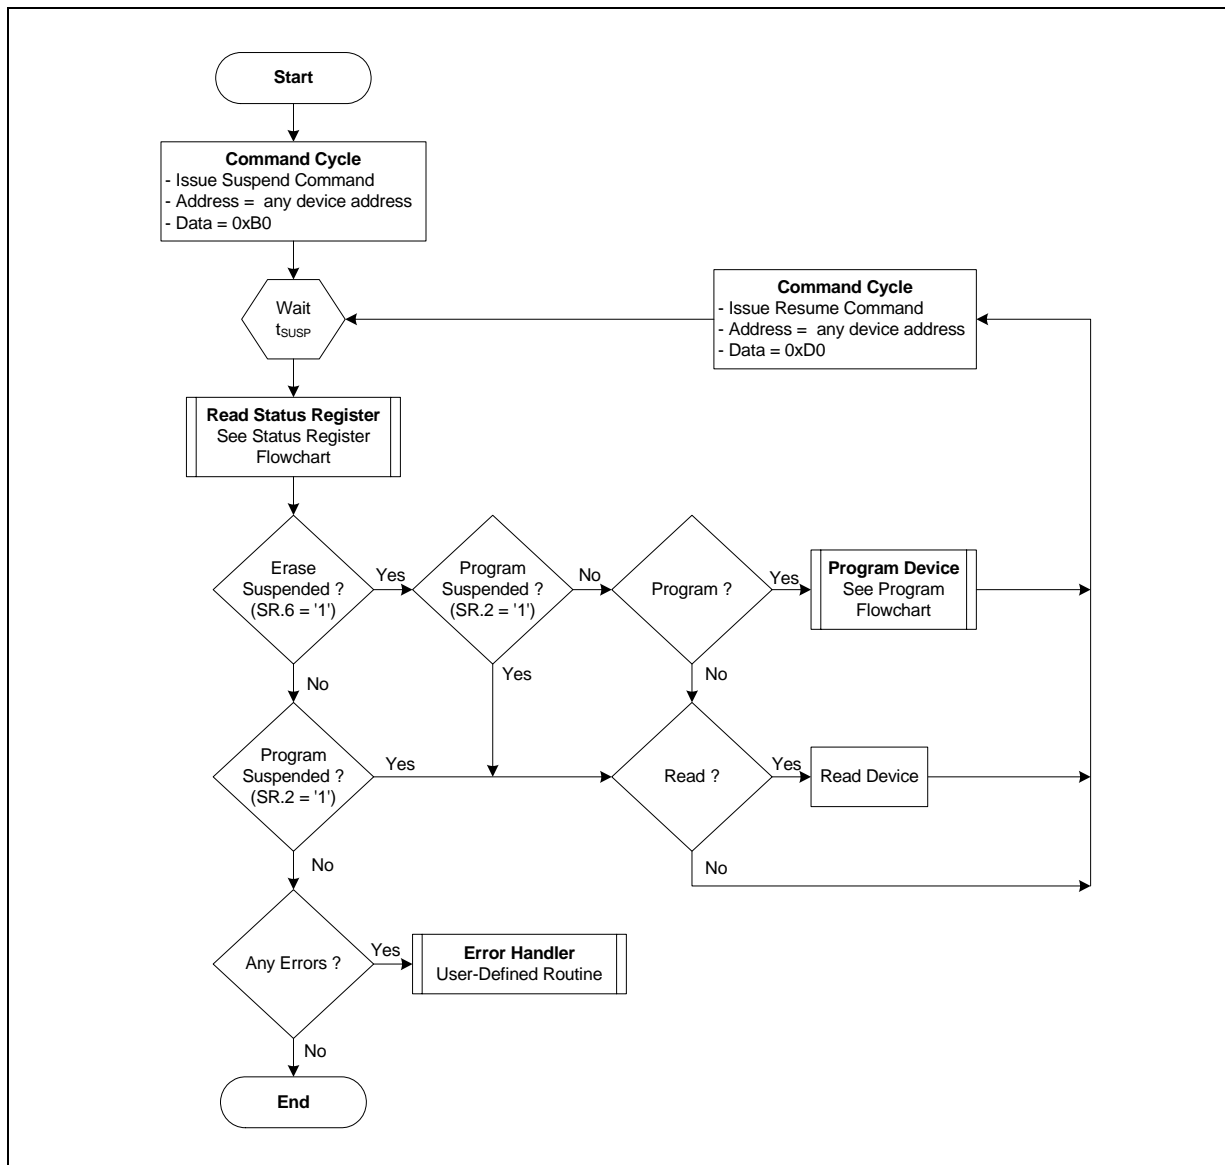 Start
Command Cycle
- Issue Suspend Command
- Address =  any device address
- Data = 0xB0
Wait
tSUSP
Command Cycle
- Issue Resume Command
- Address =  any device address
- Data = 0xD0
Read Status Register
See Status Register
Flowchart
Erase
Suspended ?
(SR.6 = '1')
Yes
Program
Suspended ?
(SR.2 = '1')
No
Program ?
Yes
Program Device
See Program
Flowchart
No
Yes
No
Program
Suspended ?
(SR.2 = '1')
Yes
Read ?
Yes
Read Device
No
No
Any Errors ?
Yes
Error Handler
User-Defined Routine
No
End